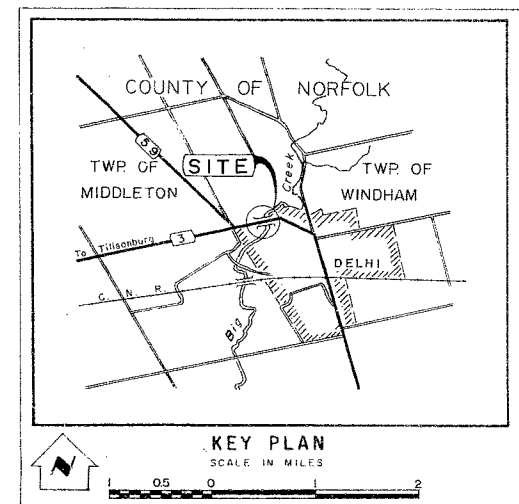 COUNTY OF NORFOLK
59
TWP. OF
MIDDLETON
SITE
Creek
TWP. OF
WINDHAM
3
To Tillsonburg
DELHI
C. N. R.
Big
N
KEY PLAN
SCALE IN MILES
1 0.5 0 1 2